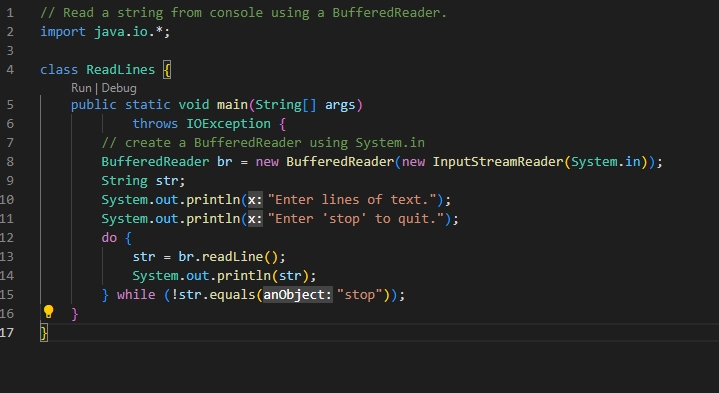 1 // Read a string from console using a BufferedReader.
2 import java.io.*;
3
4 class ReadLines {
Run | Debug
5 public static void main(String[] args)
6 throws IOException {
7 // create a BufferedReader using System.in
8 BufferedReader br = new BufferedReader(new InputStreamReader(System.in));
9 String str;
10 System.out.println(x: "Enter lines of text.");
11 System.out.println(x: "Enter 'stop' to quit.");
12 do {
13 str = br.readLine();
14 System.out.println(str);
15 } while (!str.equals(anObject: "stop"));
16 }
17 }